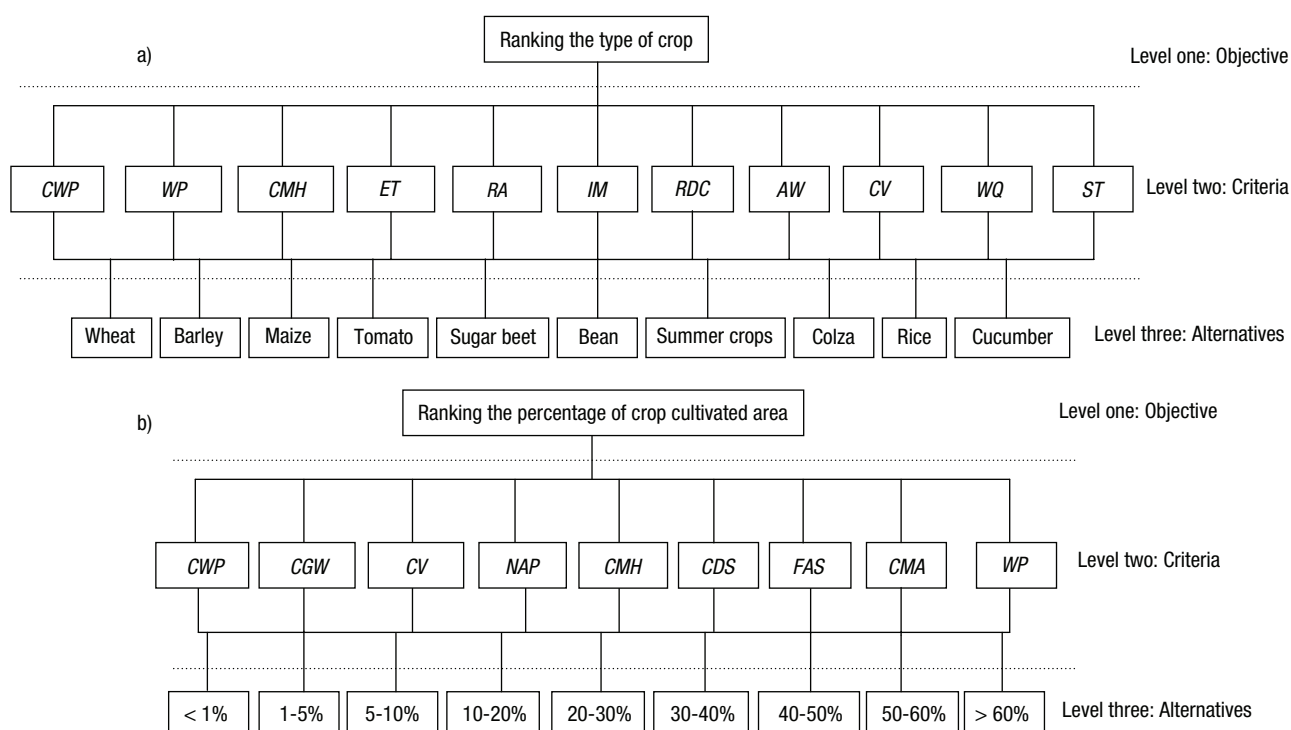 Ranking the type of crop
a)
Level one: Objective
CWP WP CMH ET RA IM RDC AW CV WQ ST
Level two: Criteria
Wheat Barley Maize Tomato Sugar beet Bean Summer crops Colza Rice Cucumber
Level three: Alternatives
Ranking the percentage of crop cultivated area
b)
Level one: Objective
CWP CGW CV NAP CMH CDS FAS CMA WP
Level two: Criteria
< 1% 1-5% 5-10% 10-20% 20-30% 30-40% 40-50% 50-60% > 60%
Level three: Alternatives